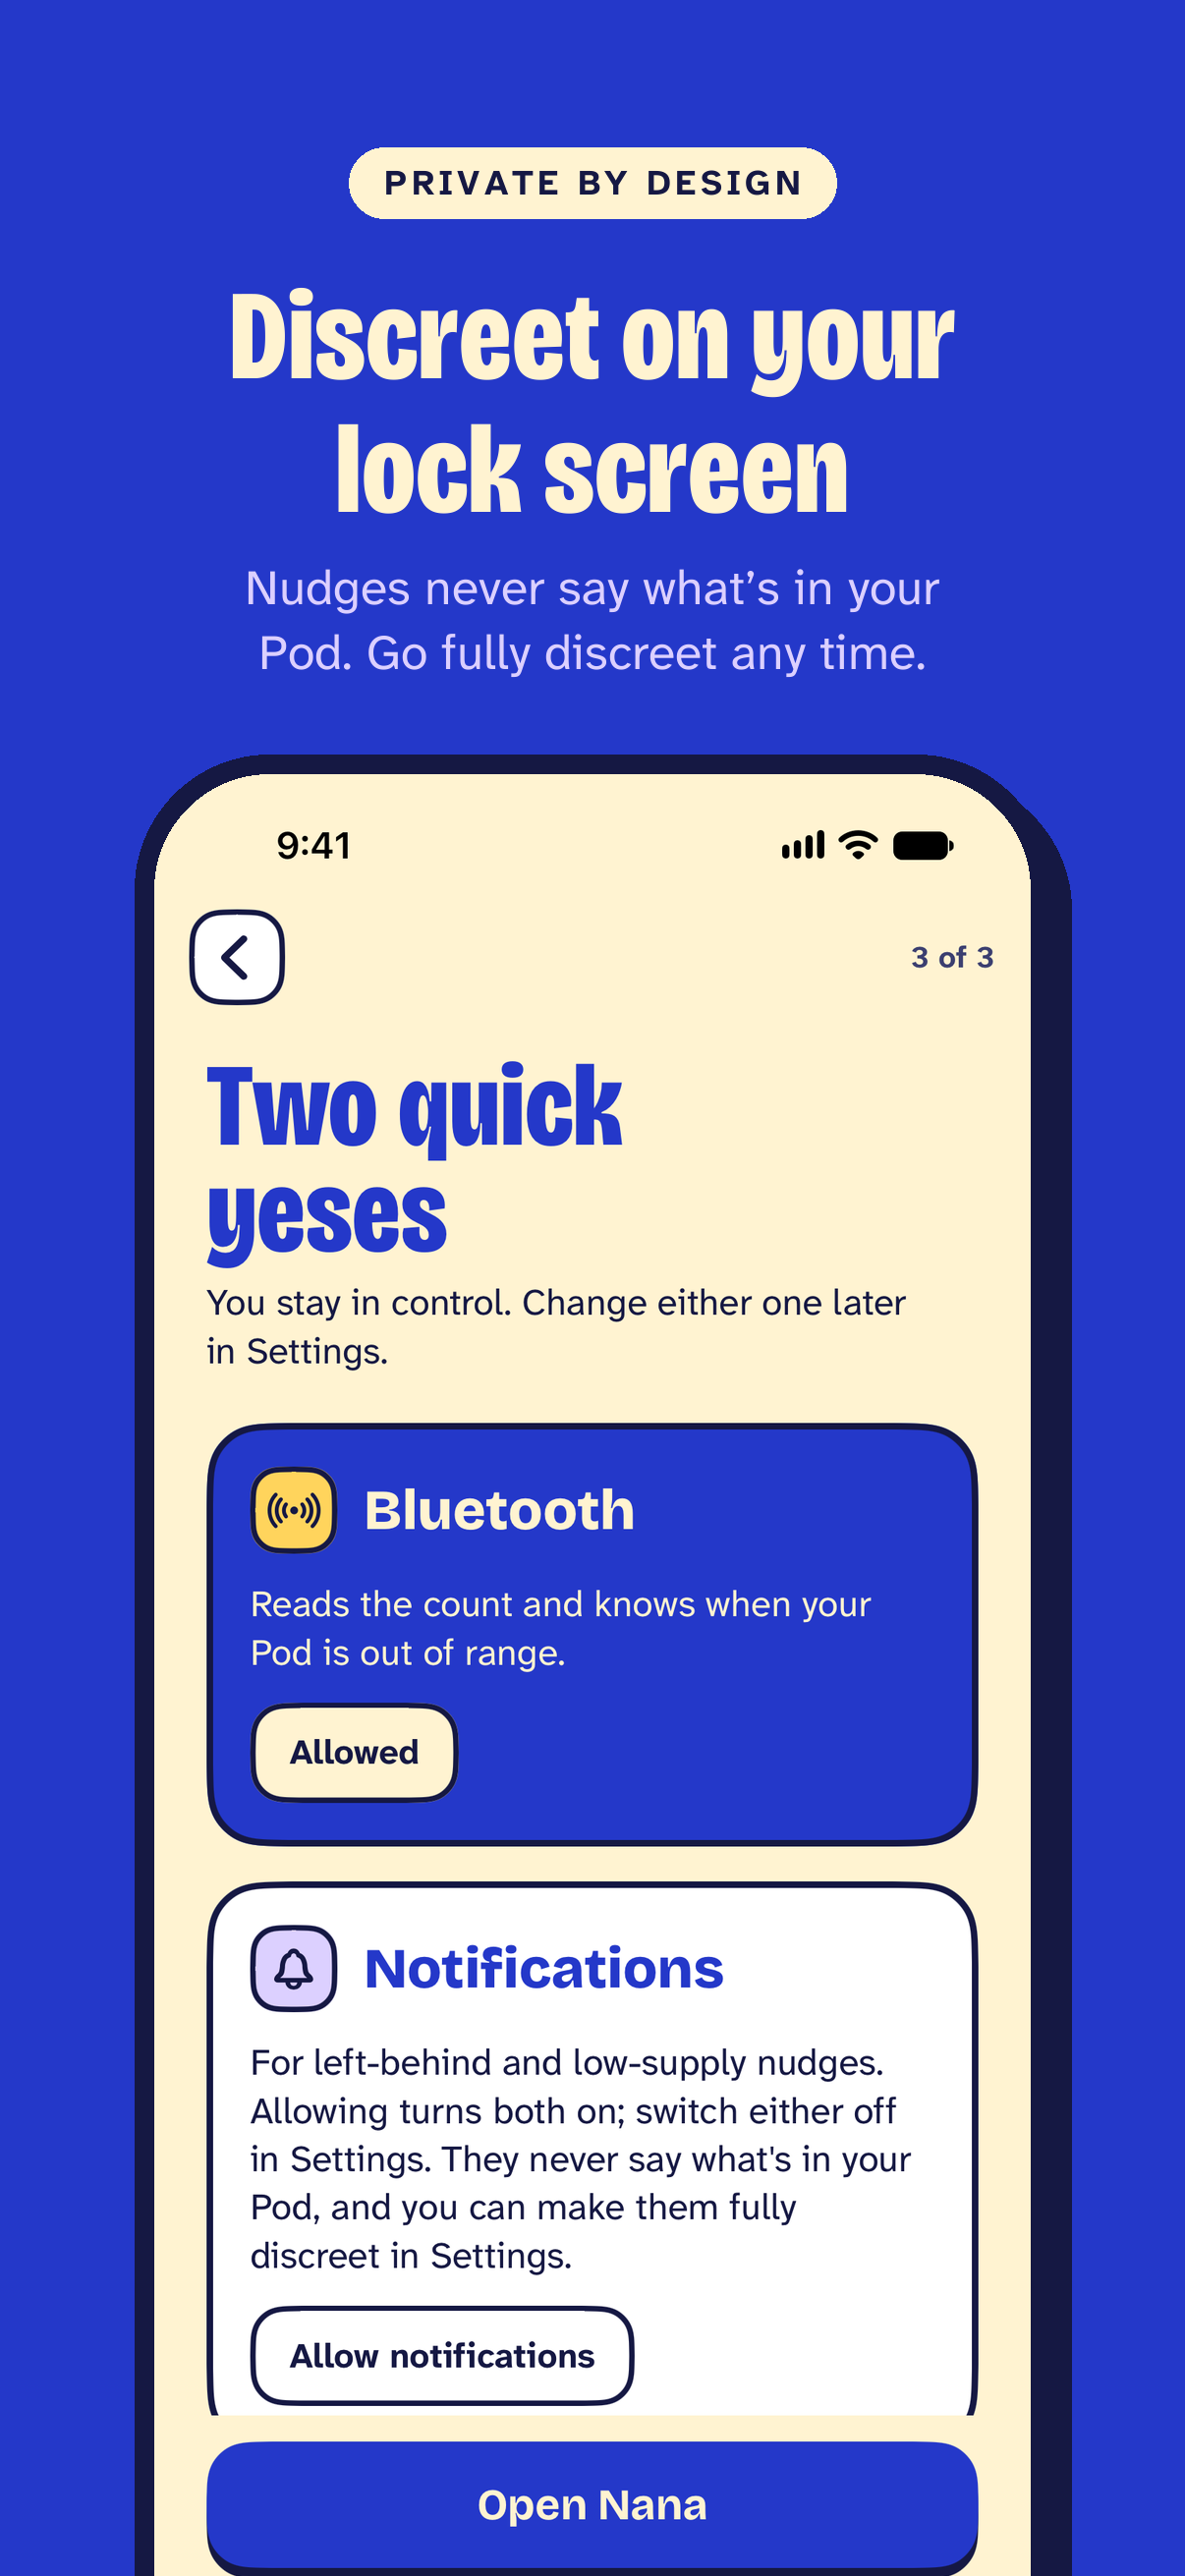 PRIVATE BY DESIGN
Discreet on your
lock screen
Nudges never say what’s in your
Pod. Go fully discreet any time.
9:41
3 of 3
Two quick
yeses
You stay in control. Change either one later
in Settings.
Bluetooth
Reads the count and knows when your
Pod is out of range.
Allowed
Notifications
For left-behind and low-supply nudges.
Allowing turns both on; switch either off
in Settings. They never say what's in your
Pod, and you can make them fully
discreet in Settings.
Allow notifications
Open Nana